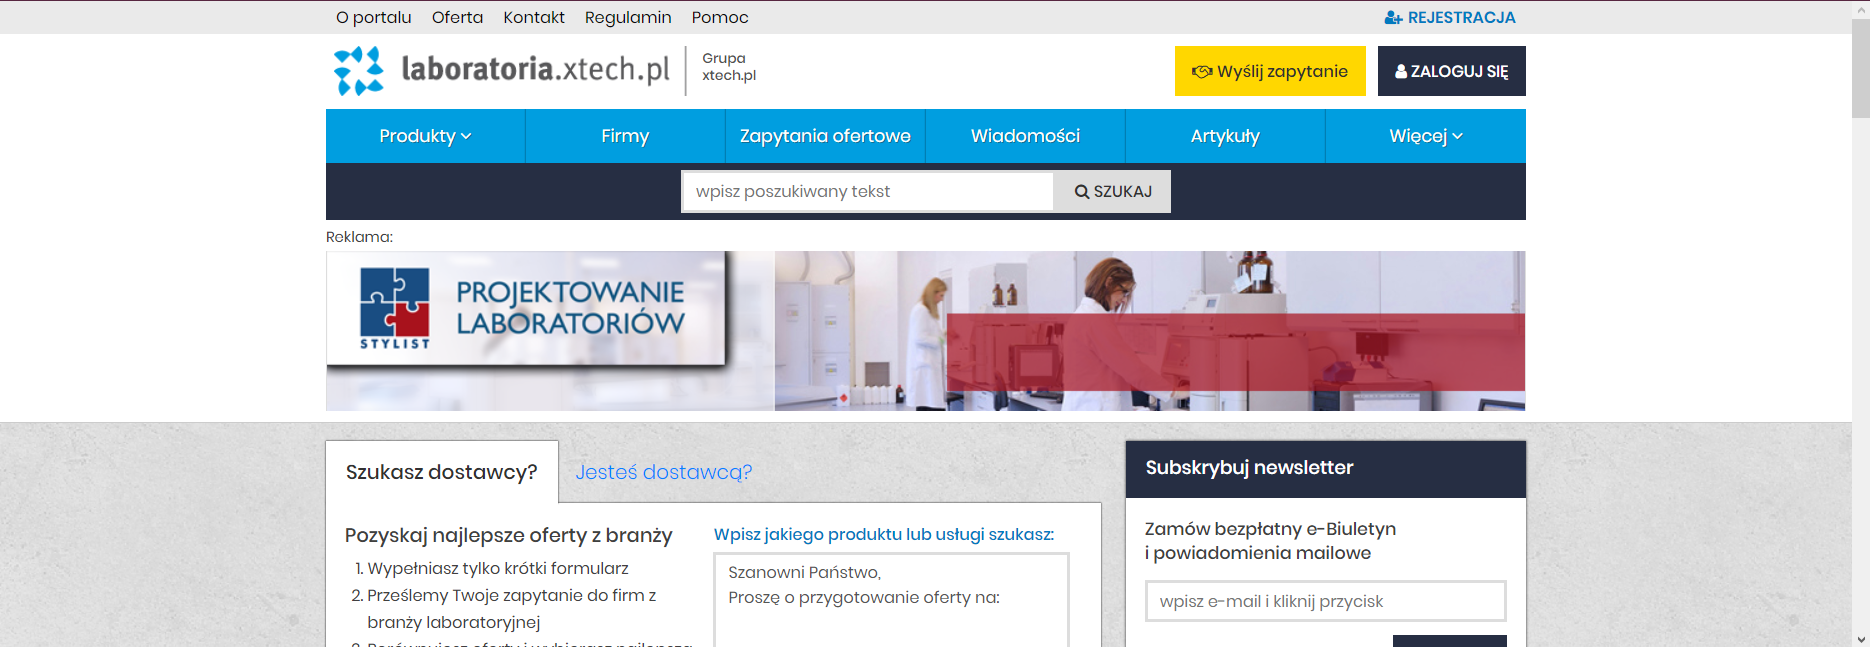 O portalu Oferta Kontakt Regulamin Pomoc REJESTRACJA
laboratoria.xtech.pl
Grupa
xtech.pl
Wyślij zapytanie
ZALOGUJ SIĘ
Produkty Firmy Zapytania ofertowe Wiadomości Artykuły Więcej
wpisz poszukiwany tekst SZUKAJ
Reklama:
STYLIST
PROJEKTOWANIE
LABORATORIÓW
Szukasz dostawcy? Jesteś dostawcą?
Pozyskaj najlepsze oferty z branży
1. Wypełniasz tylko krótki formularz
2. Prześlemy Twoje zapytanie do firm z
branży laboratoryjnej
3. Porównujesz oferty i wybierasz najlepszą
Wpisz jakiego produktu lub usługi szukasz:
Szanowni Państwo,
Proszę o przygotowanie oferty na:
Subskrybuj newsletter
Zamów bezpłatny e-Biuletyn
i powiadomienia mailowe
wpisz e-mail i kliknij przycisk